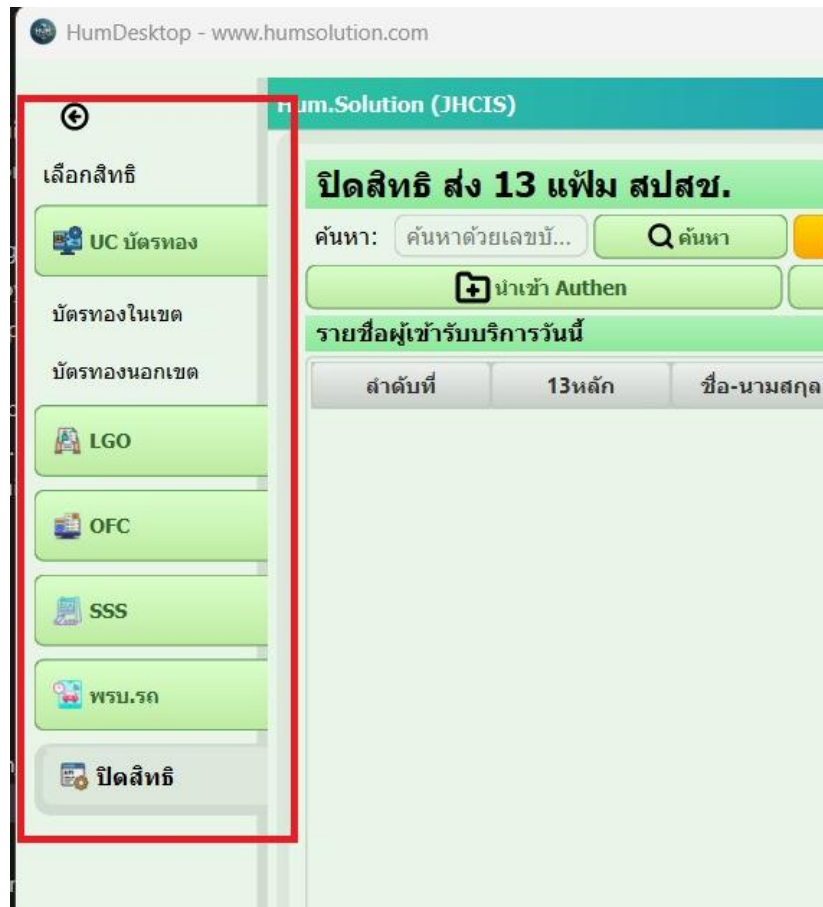 HumDesktop - www.humsolution.com
Hum.Solution (JHCIS)
เลือกสิทธิ
UC บัตรทอง
บัตรทองในเขต
บัตรทองนอกเขต
LGO
OFC
SSS
พรบ.รถ
ปิดสิทธิ
ปิดสิทธิ ส่ง 13 แฟ้ม สปสช.
ค้นหา: ค้นหาด้วยเลขบั... ค้นหา
นำเข้า Authen
รายชื่อผู้เข้ารับบริการวันนี้
ลำดับที่ 13หลัก ชื่อ-นามสกุล